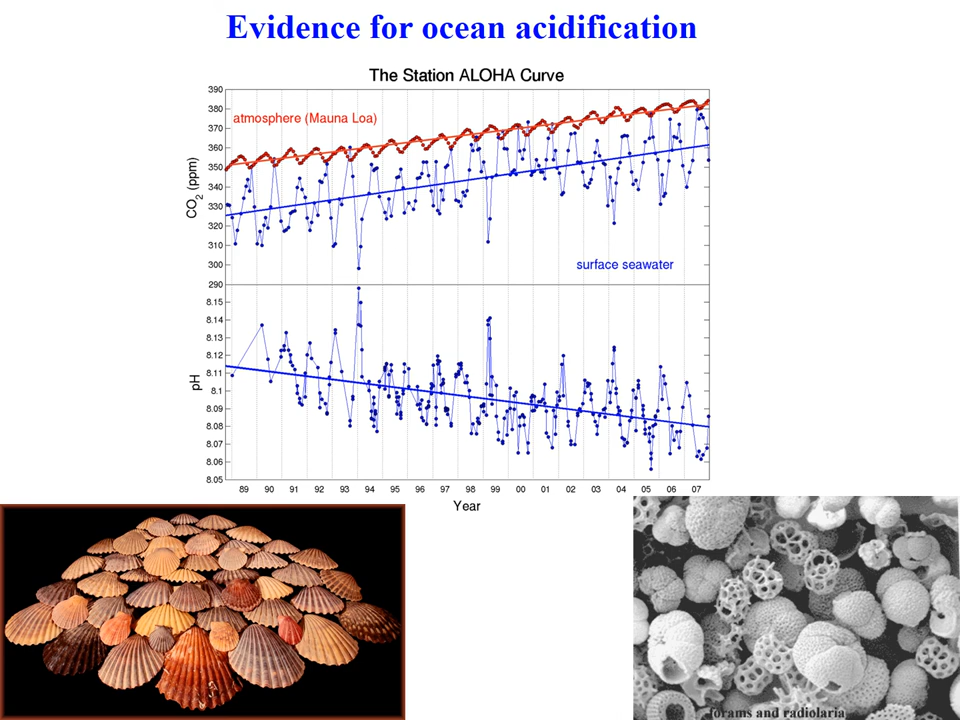 Evidence for ocean acidification
The Station ALOHA Curve
390
380
370
360
350
340
330
320
310
300
290
CO2 (ppm)
atmosphere (Mauna Loa)
surface seawater
8.15
8.14
8.13
8.12
8.11
8.1
8.09
8.08
8.07
8.06
8.05
pH
89 90 91 92 93 94 95 96 97 98 99 00 01 02 03 04 05 06 07
Year
forams and radiolaria